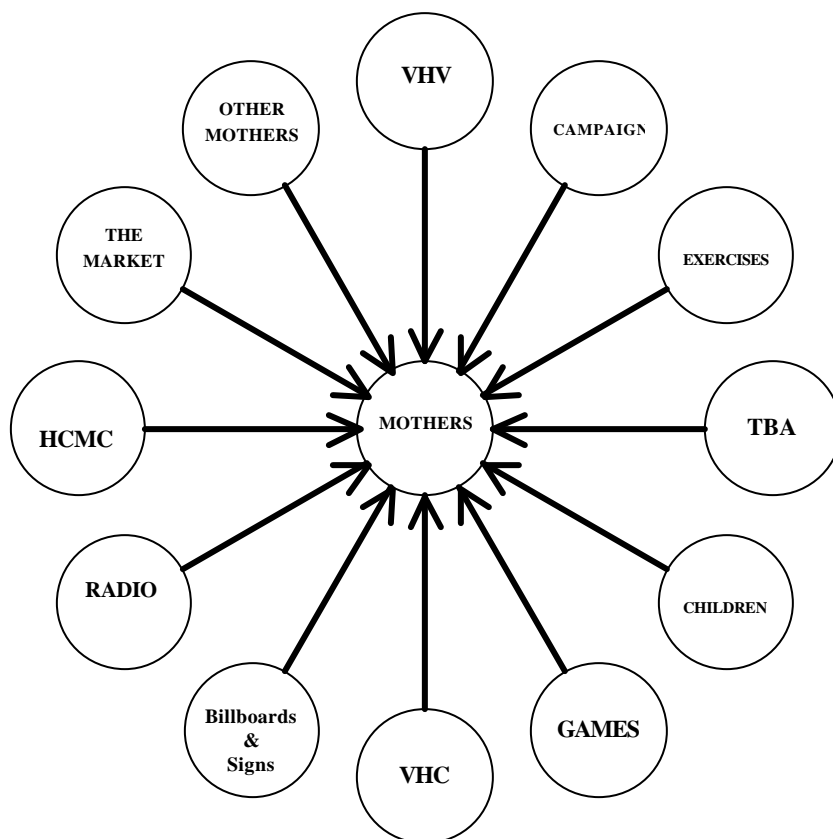 VHV
OTHER
MOTHERS
CAMPAIGN
THE
MARKET
EXERCISES
MOTHERS
HCMC
TBA
RADIO
CHILDREN
Billboards
&
Signs
GAMES
VHC